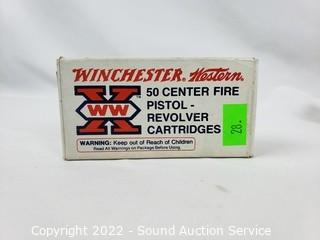 WINCHESTER Western
50 CENTER FIRE
PISTOL -
REVOLVER
CARTRIDGES
X
WW
28.
WARNING: Keep out of Reach of Children
Read All Warnings on Package Before Using
Copyright 2022 - Sound Auction Service